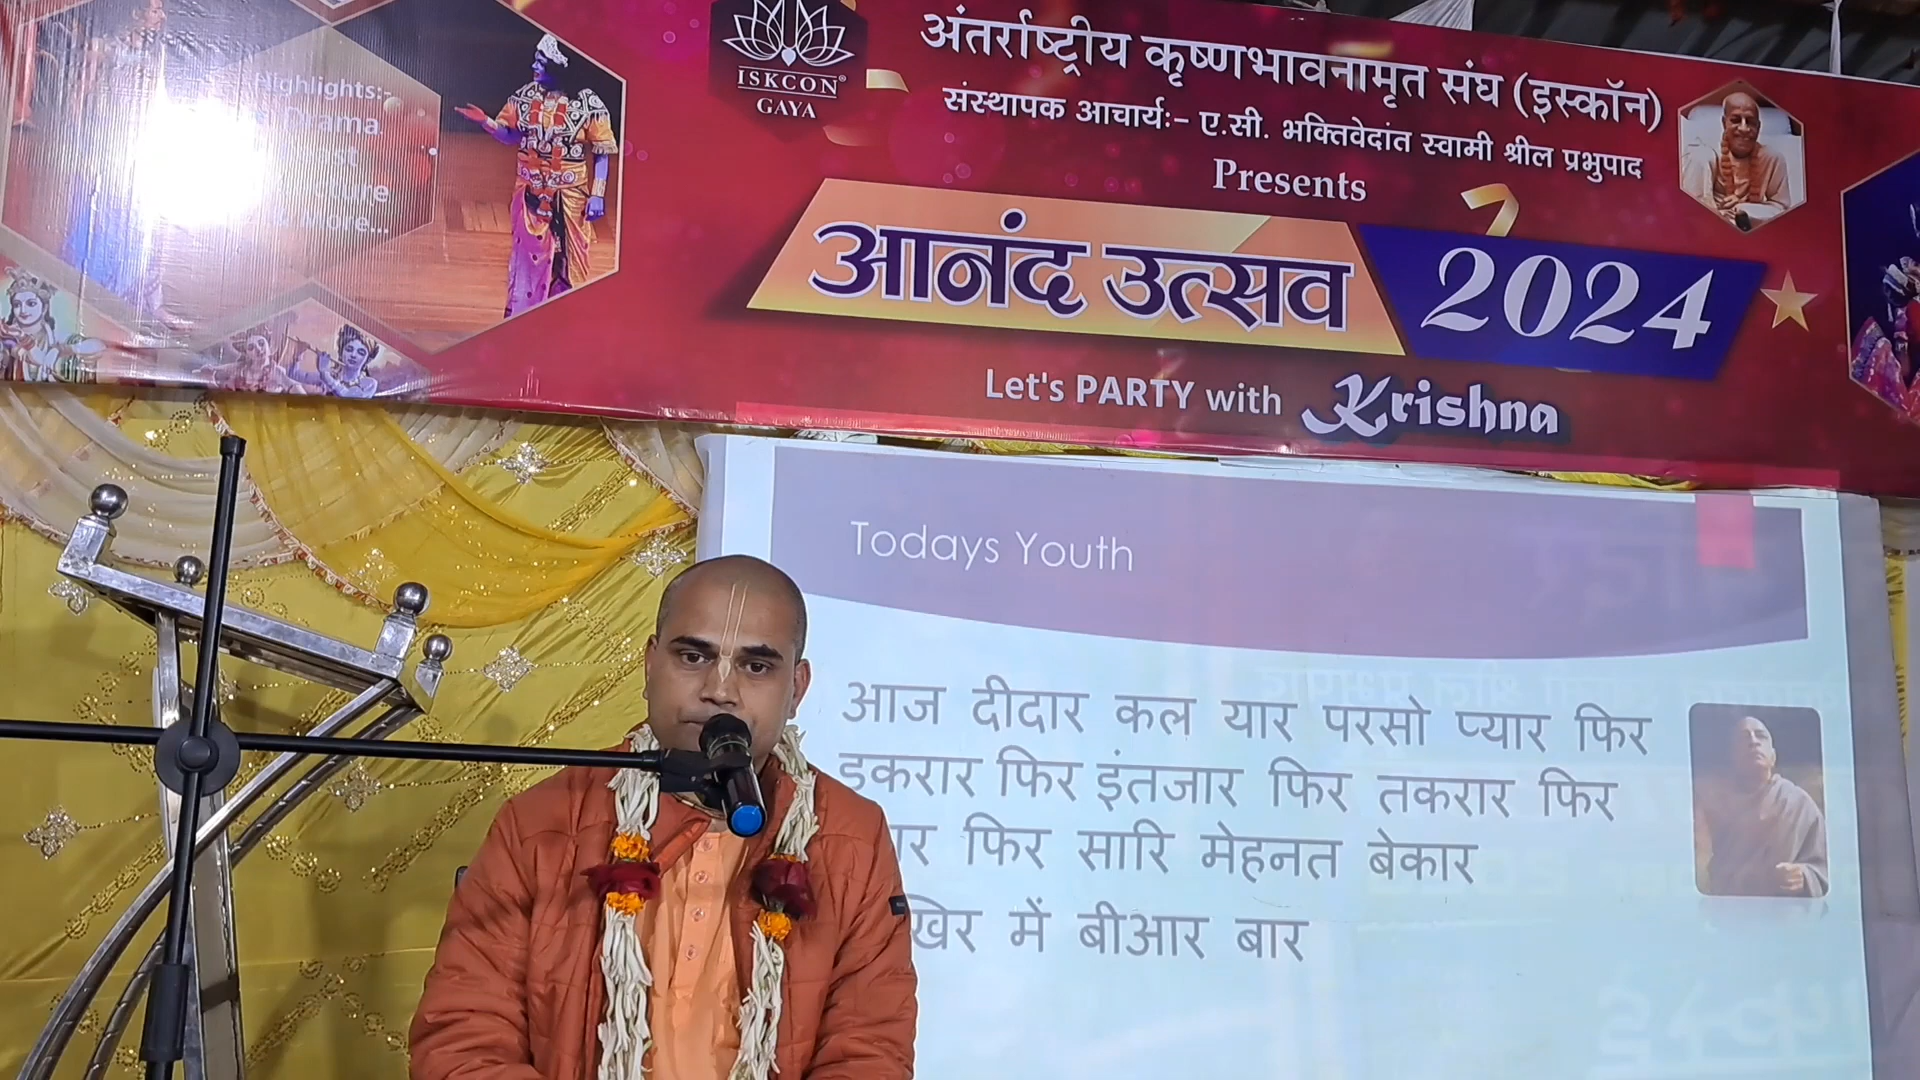 Highlights:-
Drama
ISKCON
GAYA
अंतर्राष्ट्रीय कृष्णभावनामृत संघ (इस्कॉन)
संस्थापक आचार्यः- ए.सी. भक्तिवेदांत स्वामी श्रील प्रभुपाद
Presents
आनंद उत्सव 2024
Let's PARTY with Krishna
Todays Youth
आज दीदार कल यार परसो प्यार फिर
इकरार फिर इंतजार फिर तकरार फिर
फिर सारि मेहनत बेकार
में बीआर बार